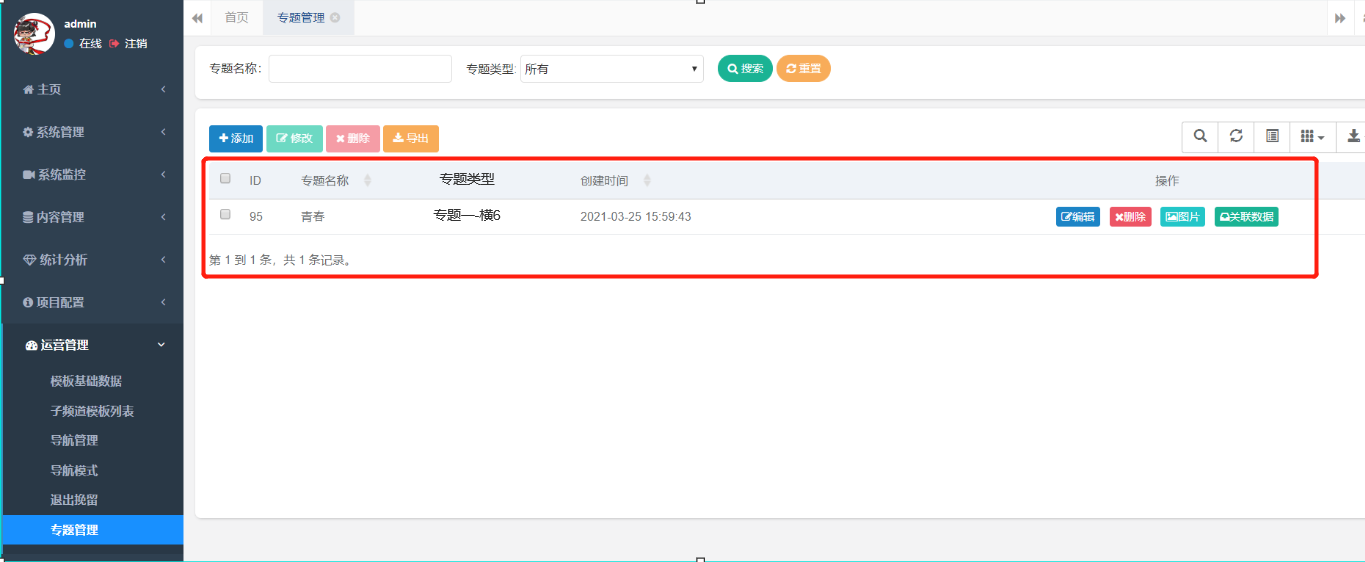 admin
在线 注销
主页
系统管理
系统监控
内容管理
统计分析
项目配置
运营管理
模板基础数据
子频道模板列表
导航管理
导航模式
退出挽留
专题管理
首页 专题管理
专题名称： 专题类型: 所有 搜索 重置
添加 修改 删除 导出
ID 专题名称 专题类型 创建时间 操作
95 青春 专题一-横6 2021-03-25 15:59:43 编辑 删除 图片 关联数据
第 1 到 1 条，共 1 条记录。